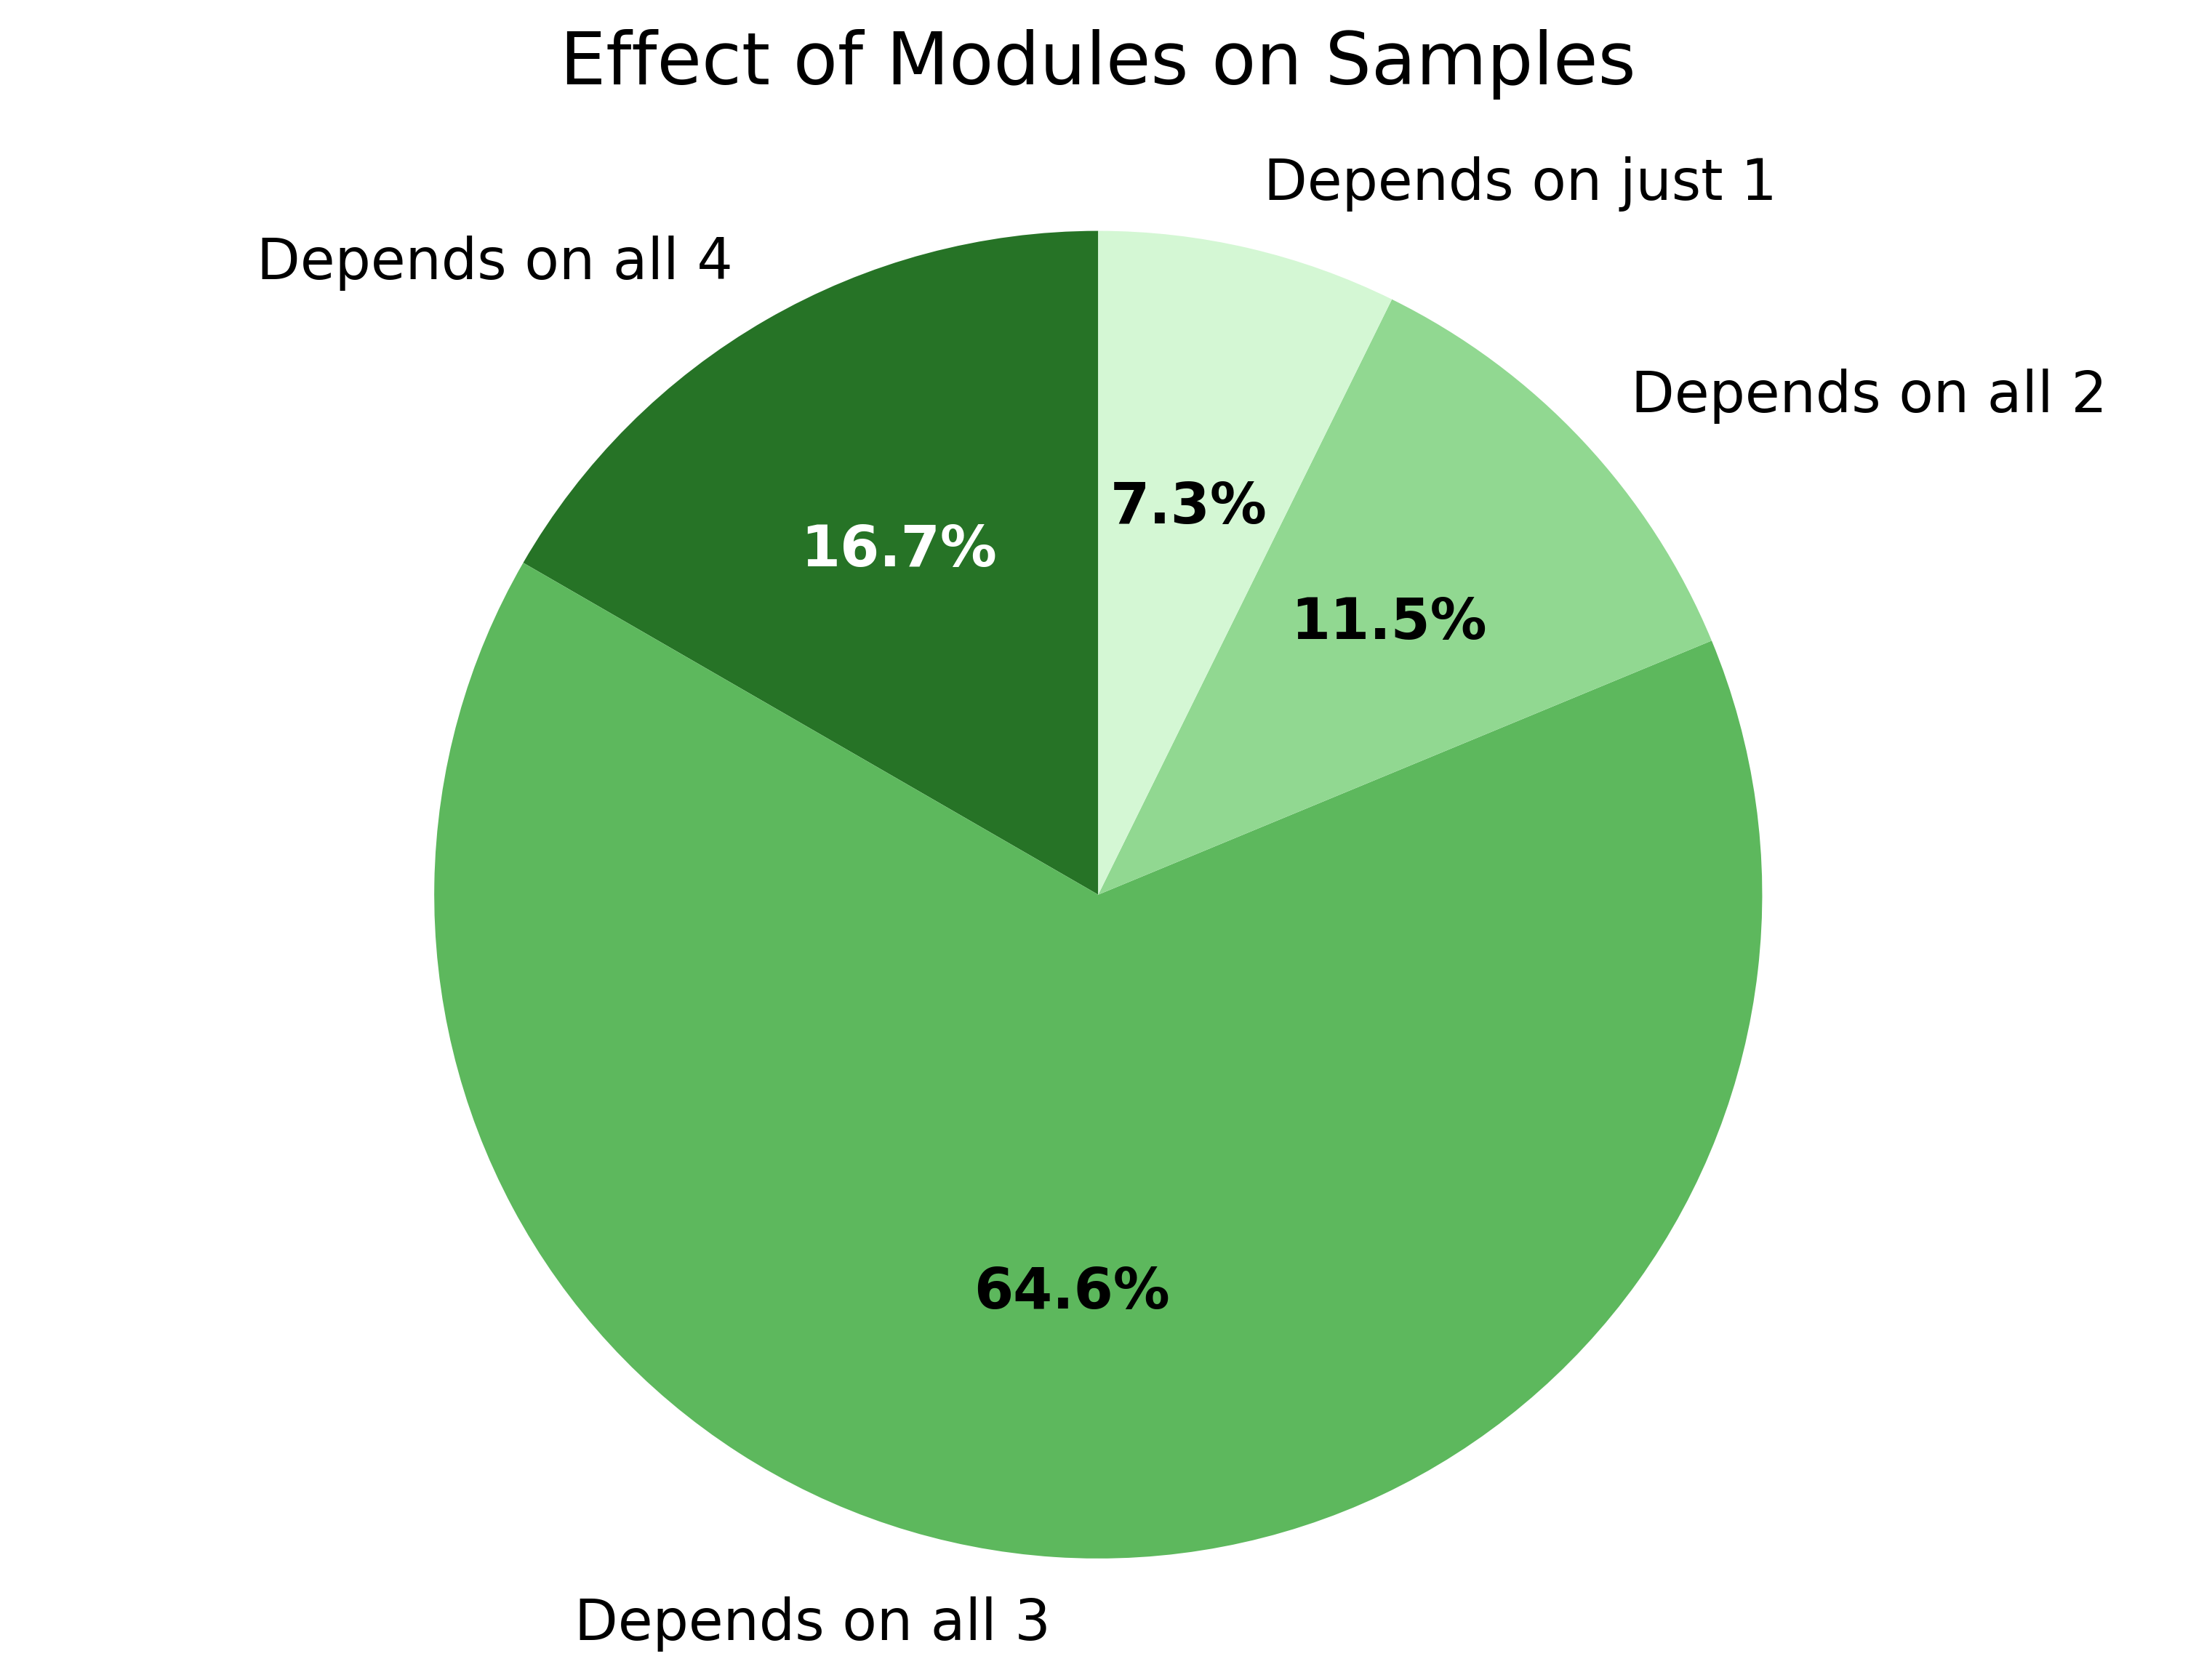 Effect of Modules on Samples
Depends on just 1
Depends on all 4
Depends on all 2
7.3%
16.7%
11.5%
64.6%
Depends on all 3